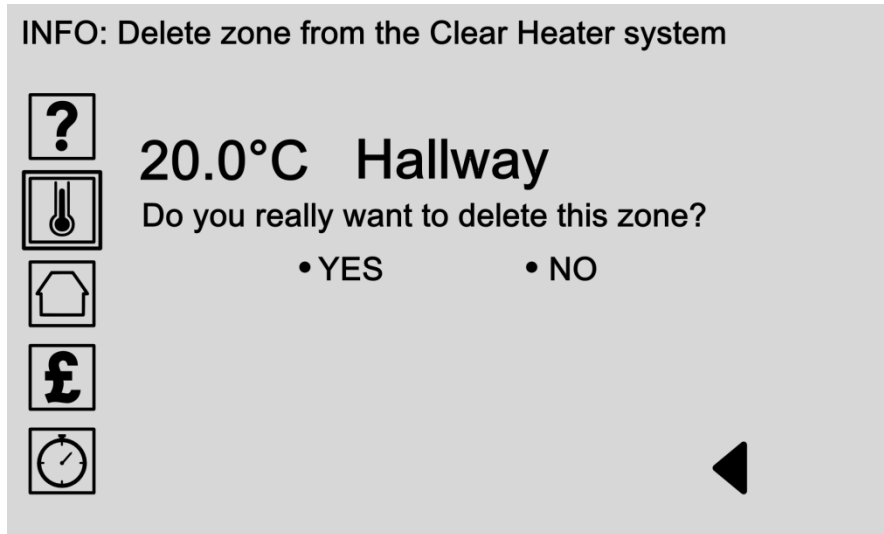 INFO: Delete zone from the Clear Heater system
?
20.0°C Hallway
Do you really want to delete this zone?
• YES • NO
£